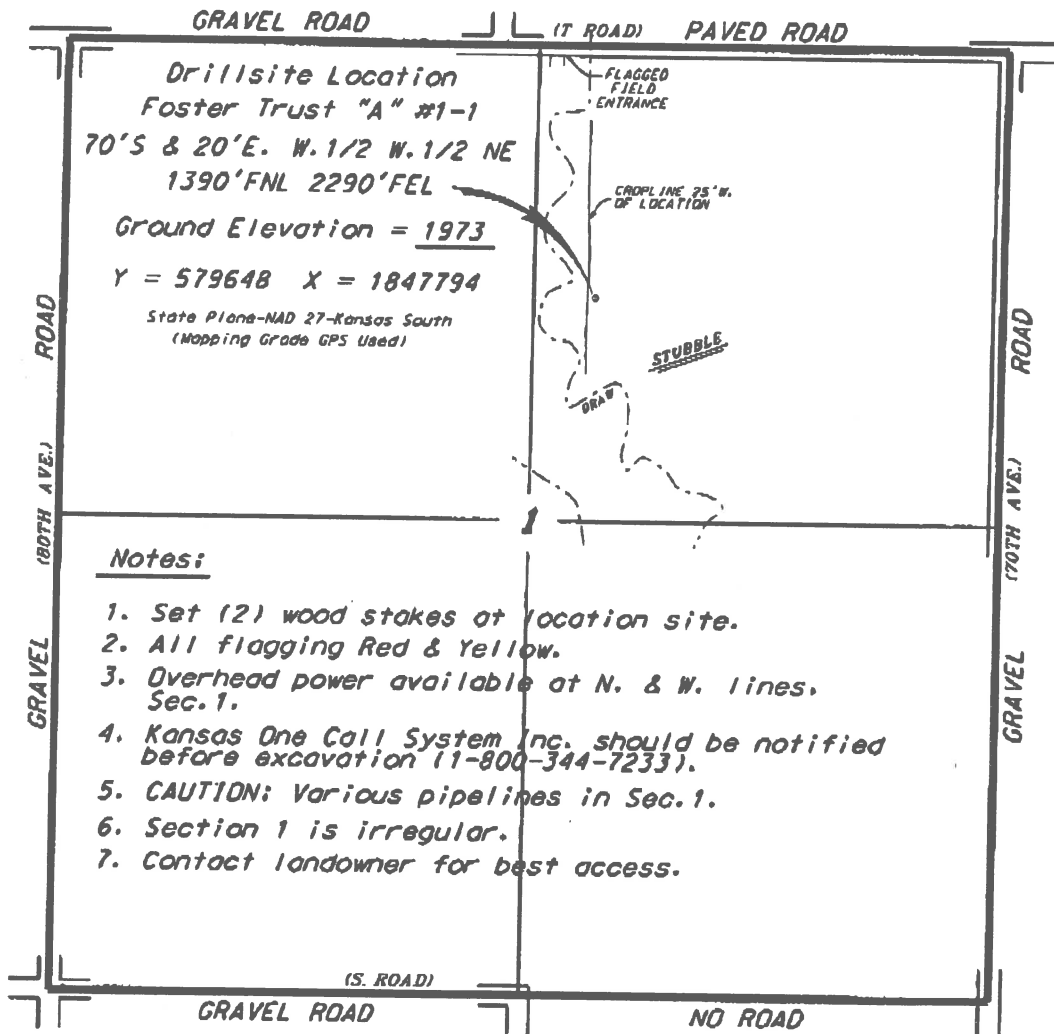 GRAVEL ROAD
(T ROAD)
PAVED ROAD
Drillsite Location
Foster Trust "A" #1-1
70'S & 20'E. W.1/2 W.1/2 NE
1390'FNL 2290'FEL
Ground Elevation = 1973
Y = 579648 X = 1847794
State Plane-NAD 27-Kansas South
(Mapping Grade GPS Used)
FLAGGED
FIELD
ENTRANCE
CROPLINE 25'W.
OF LOCATION
STUBBLE
DRAW
GRAVEL (80TH AVE.) ROAD
GRAVEL (70TH AVE.) ROAD
1
Notes:
1. Set (2) wood stakes at location site.
2. All flagging Red & Yellow.
3. Overhead power available at N. & W. lines,
Sec.1.
4. Kansas One Call System Inc. should be notified
before excavation (1-800-344-7233).
5. CAUTION: Various pipelines in Sec.1.
6. Section 1 is irregular.
7. Contact landowner for best access.
(S. ROAD)
GRAVEL ROAD
NO ROAD